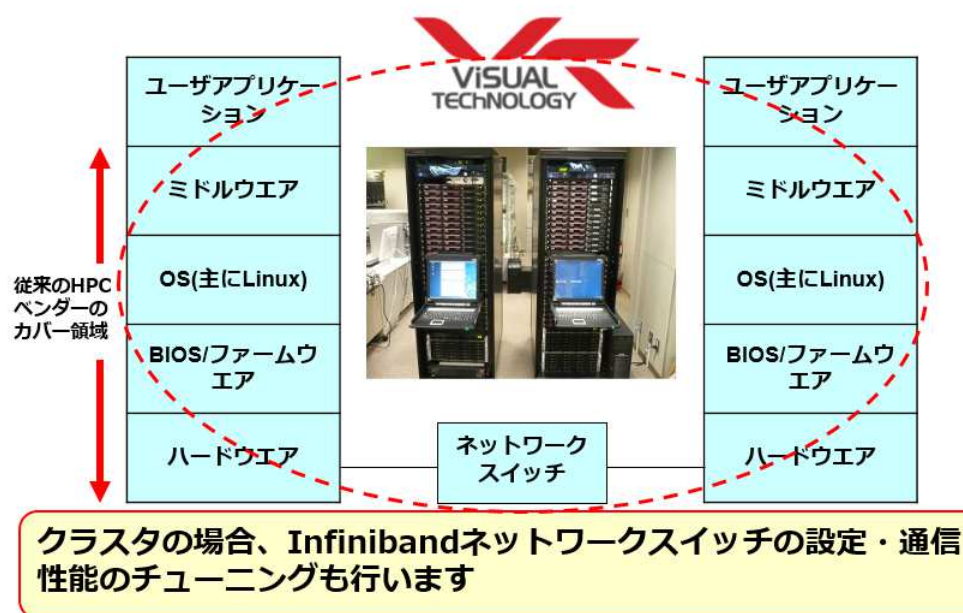 ViSUAL
TEChNOLOGY
ユーザアプリケー
ション
ミドルウエア
OS(主にLinux)
BIOS/ファームウ
エア
ハードウエア
従来のHPC
ベンダーの
カバー領域
ネットワーク
スイッチ
ユーザアプリケー
ション
ミドルウエア
OS(主にLinux)
BIOS/ファームウ
エア
ハードウエア
クラスタの場合、Infinibandネットワークスイッチの設定・通信
性能のチューニングも行います